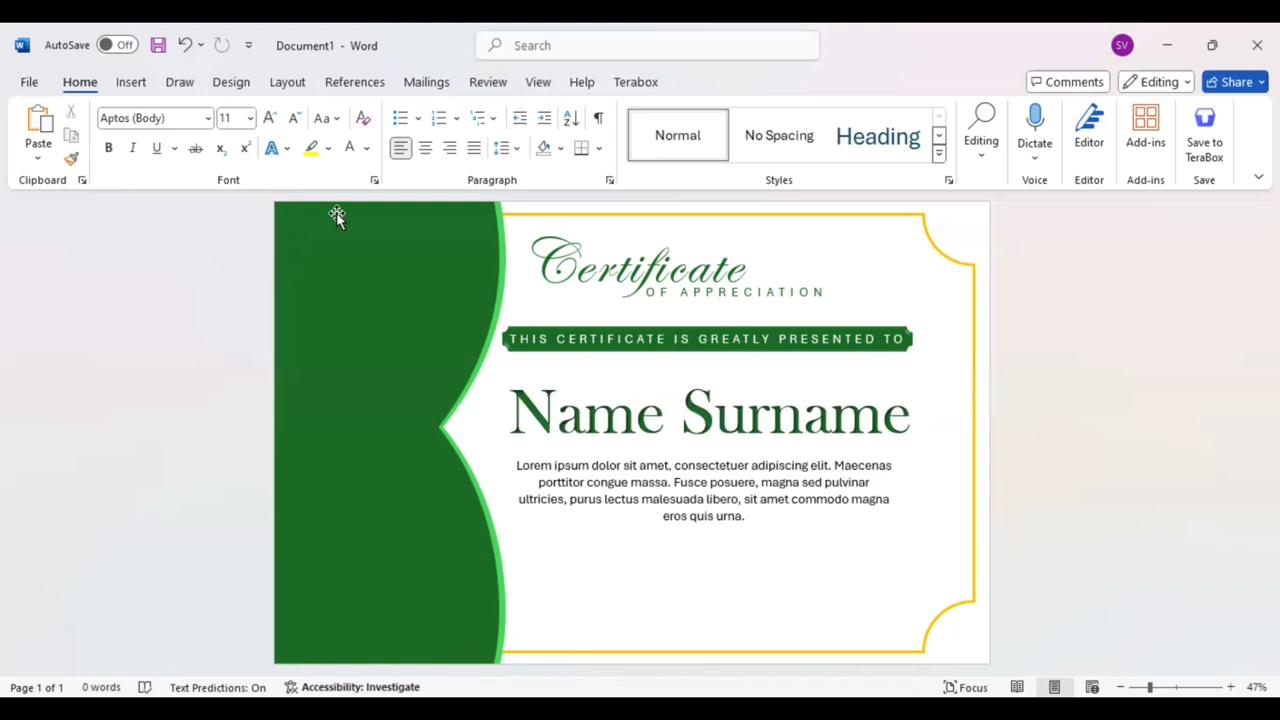 AutoSave Off Document1 - Word Search SV
File Home Insert Draw Design Layout References Mailings Review View Help Terabox Comments Editing Share
Paste Aptos (Body) 11 Aa Normal No Spacing Heading Editing Dictate Editor Add-ins Save to TeraBox
B I U ab x₂ x² A A
Clipboard Font Paragraph Styles Voice Editor Add-ins Save
Certificate
OF APPRECIATION
THIS CERTIFICATE IS GREATLY PRESENTED TO
Name Surname
Lorem ipsum dolor sit amet, consectetuer adipiscing elit. Maecenas
porttitor congue massa. Fusce posuere, magna sed pulvinar
ultricies, purus lectus malesuada libero, sit amet commodo magna
eros quis urna.
Page 1 of 1 0 words Text Predictions: On Accessibility: Investigate Focus 47%